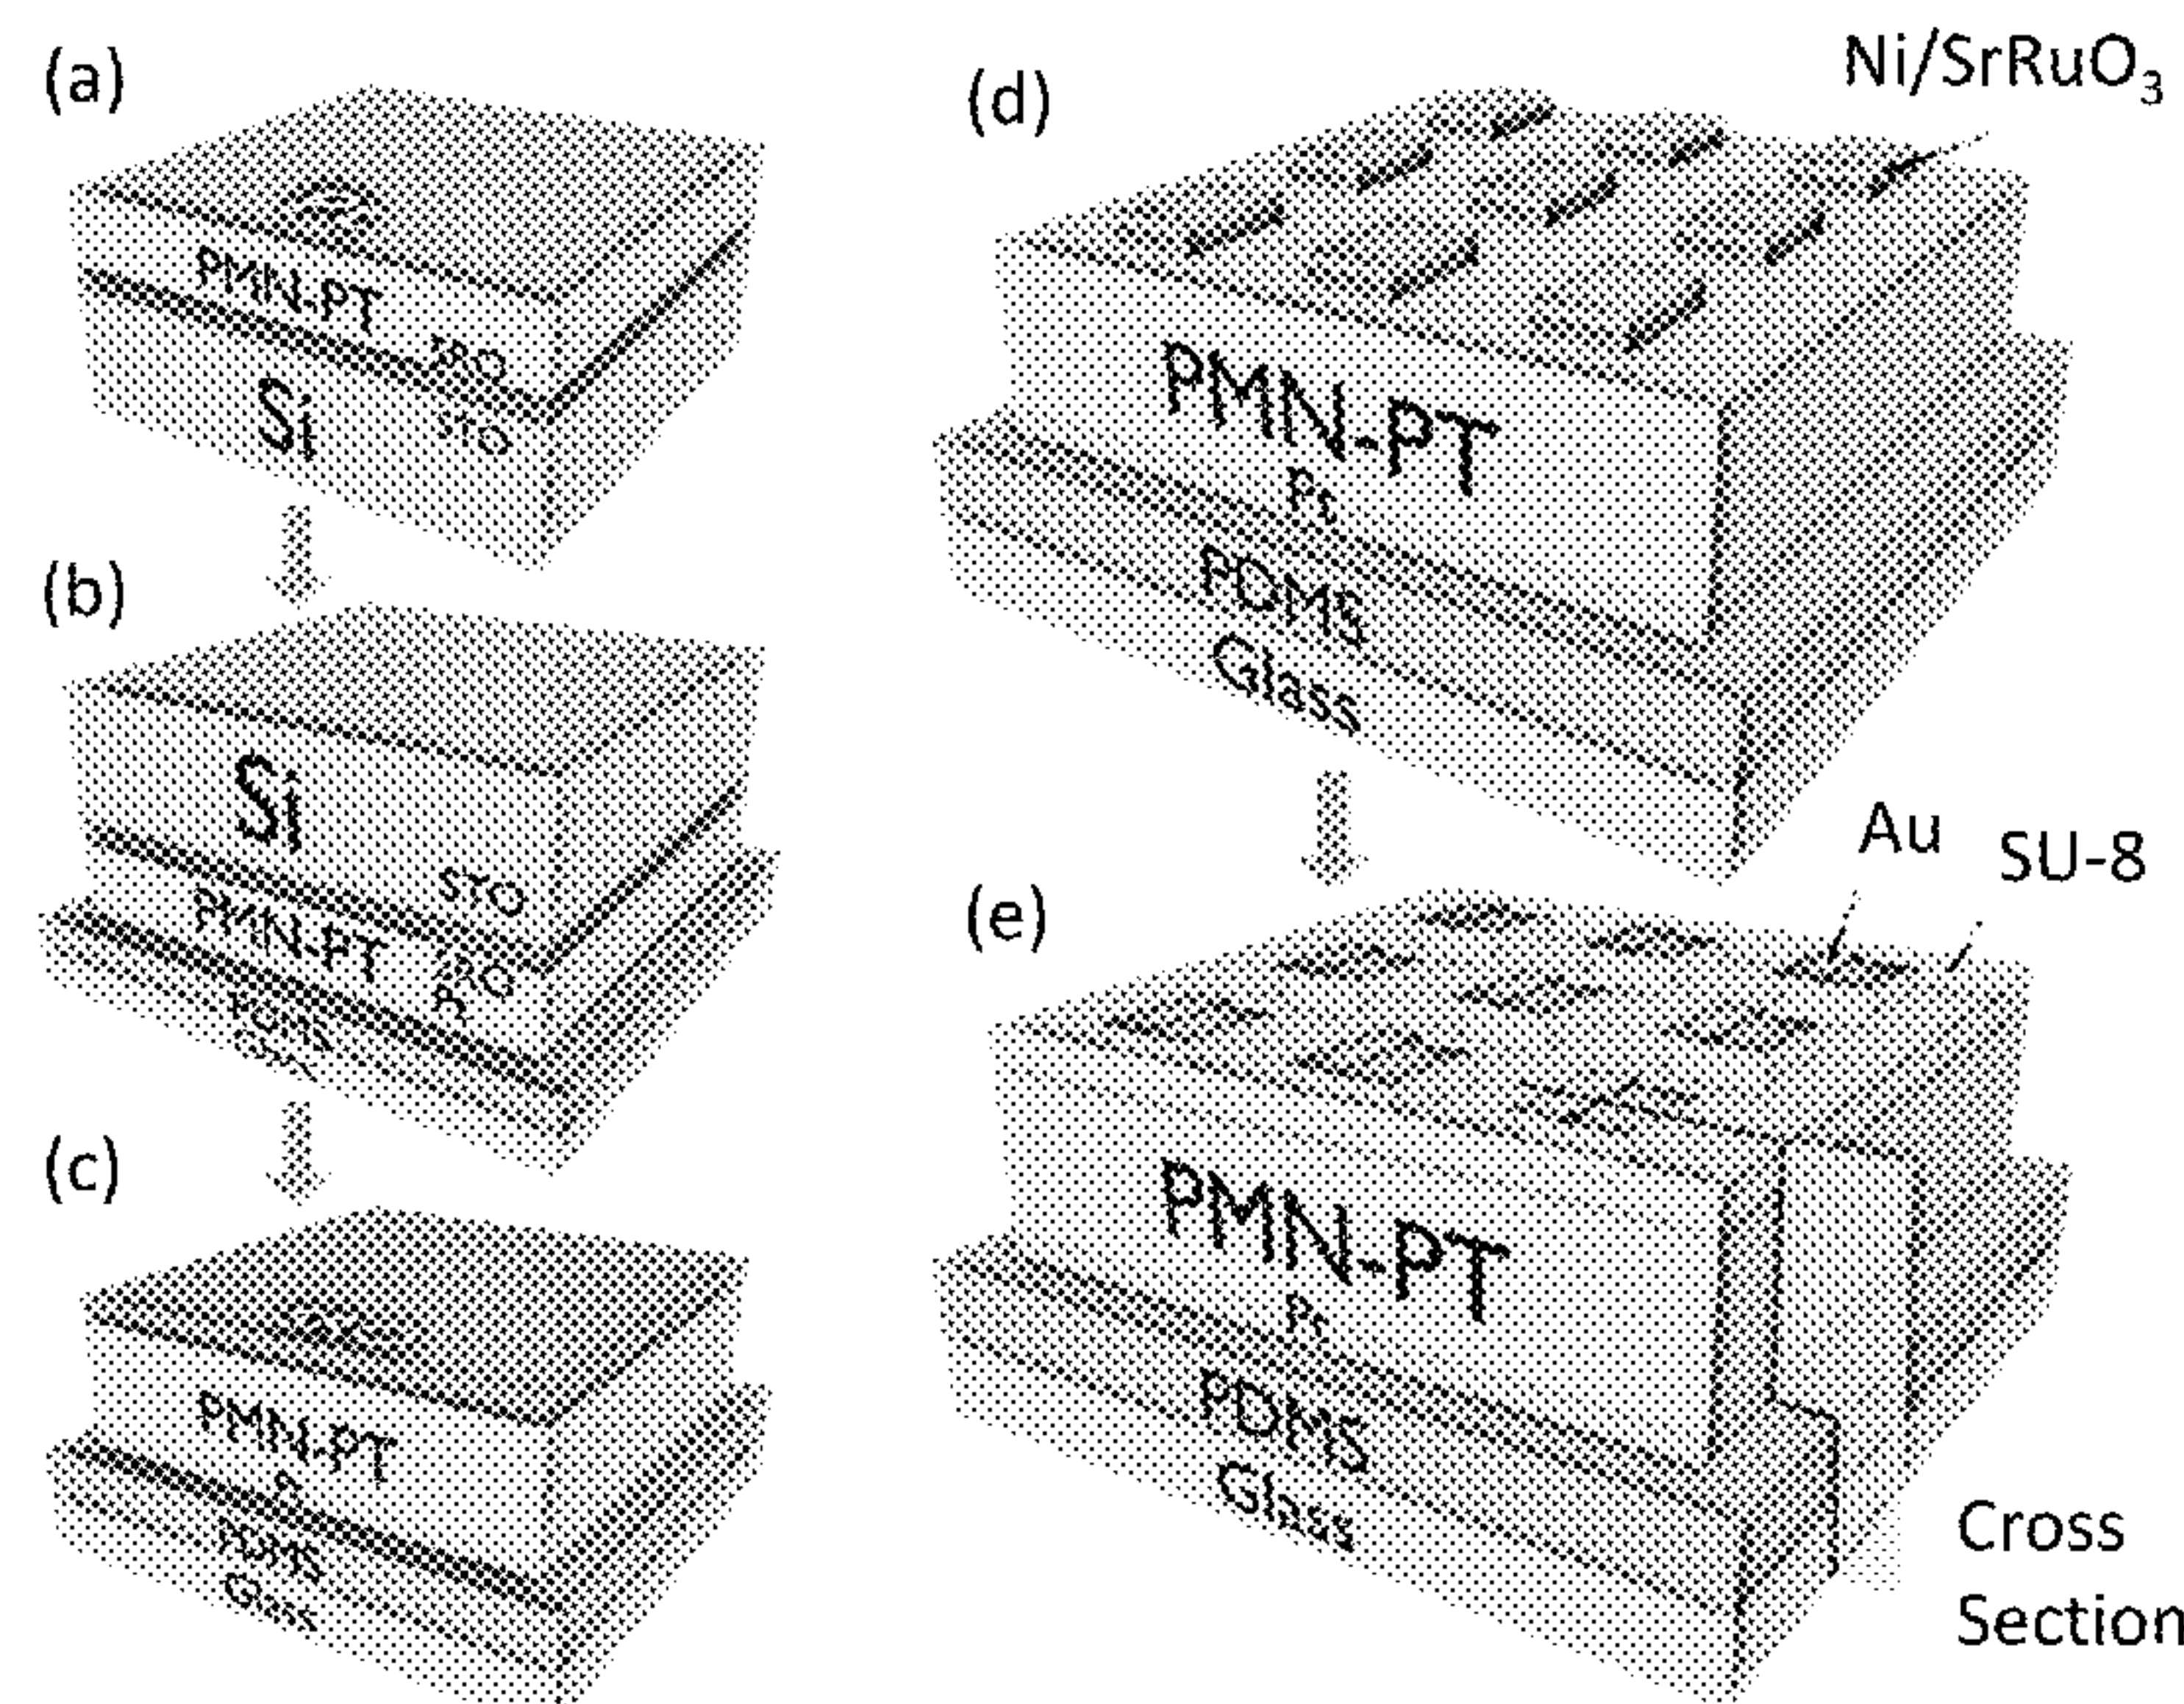 (a)
PMN-PT
SRO
STO
Si
(b)
Si
STO
PMN-PT
SRO
Pt
PDMS
(c)
PMN-PT
PDMS
Glass
(d)
Ni/SrRuO₃
PMN-PT
Pt
PDMS
Glass
(e)
Au
SU-8
PMN-PT
Pt
PDMS
Glass
Cross
Section